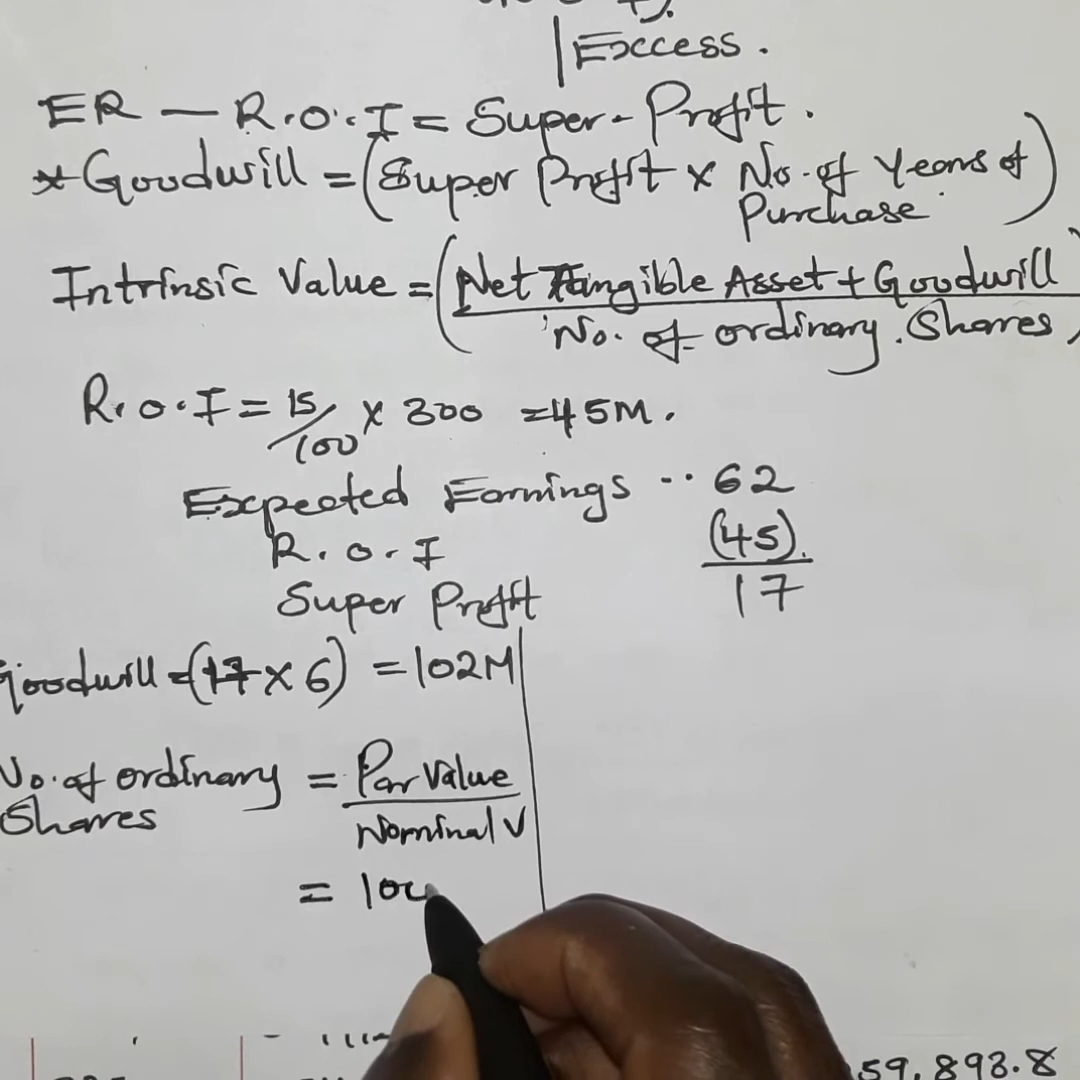 Excess.
ER — R.O.I = Super-Profit.
*Goodwill = (Super Profit x No. of Years of
Purchase)
Intrinsic Value = (Net Tangible Asset + Goodwill
No. of ordinary Shares)
R.O.I = 15/100 x 300 = 45M.
Expected Earnings .. 62
R.O.I (45).
Super Profit 17
Goodwill = (17 x 6) = 102M
No. of ordinary = Par Value
Shares Nominal V
= 100
59,893.8